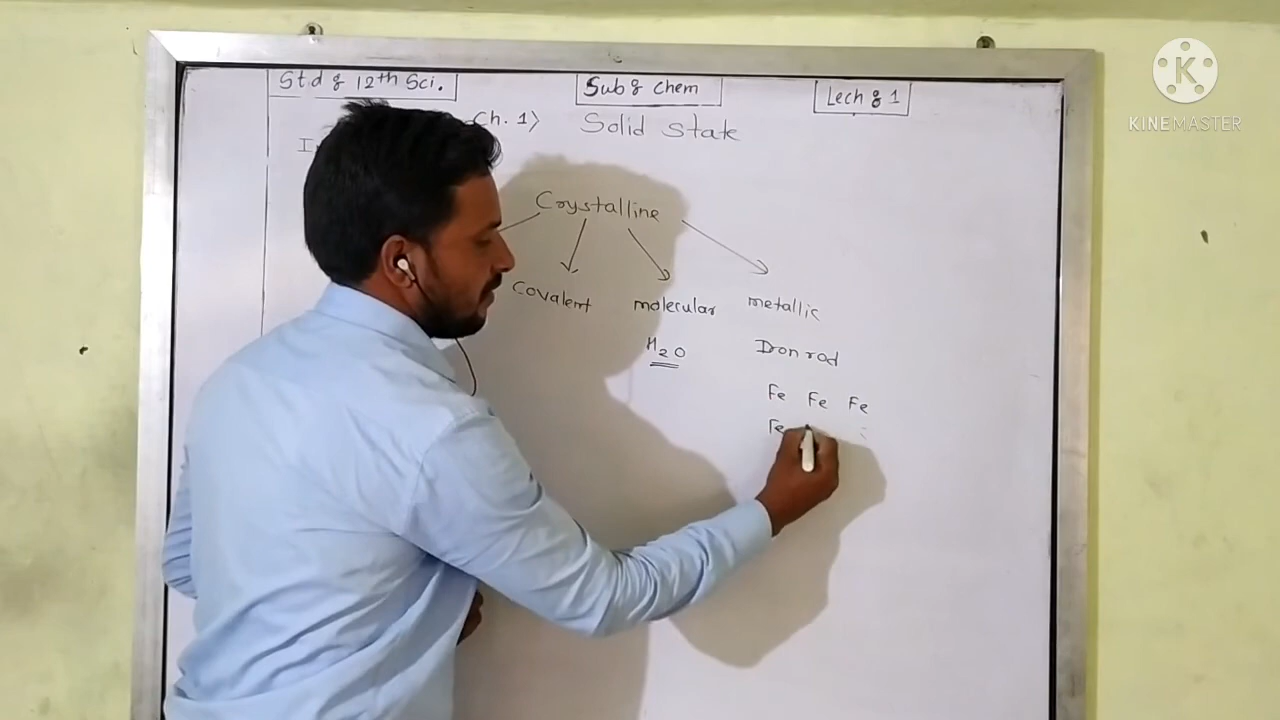 Std : 12th Sci. Sub : Chem Lech : 1
Ch. 1> Solid State
Crystalline
Covalent molecular metallic
H2O Iron rod
Fe Fe Fe
Fe
KINEMASTER